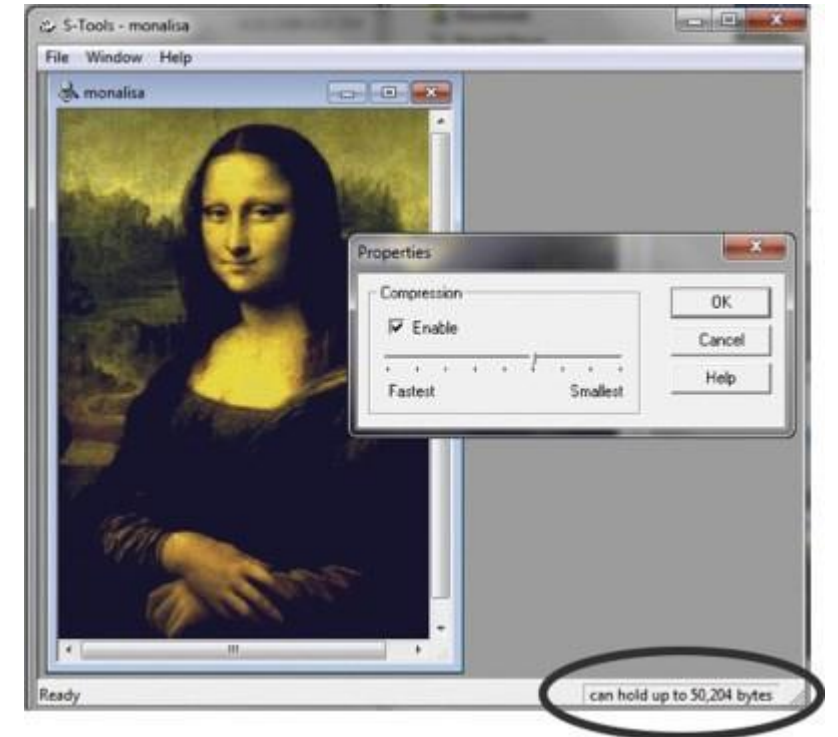 S-Tools - monalisa
File Window Help
monalisa
Properties
Compression
Enable
Fastest Smallest
OK
Cancel
Help
Ready
can hold up to 50,204 bytes